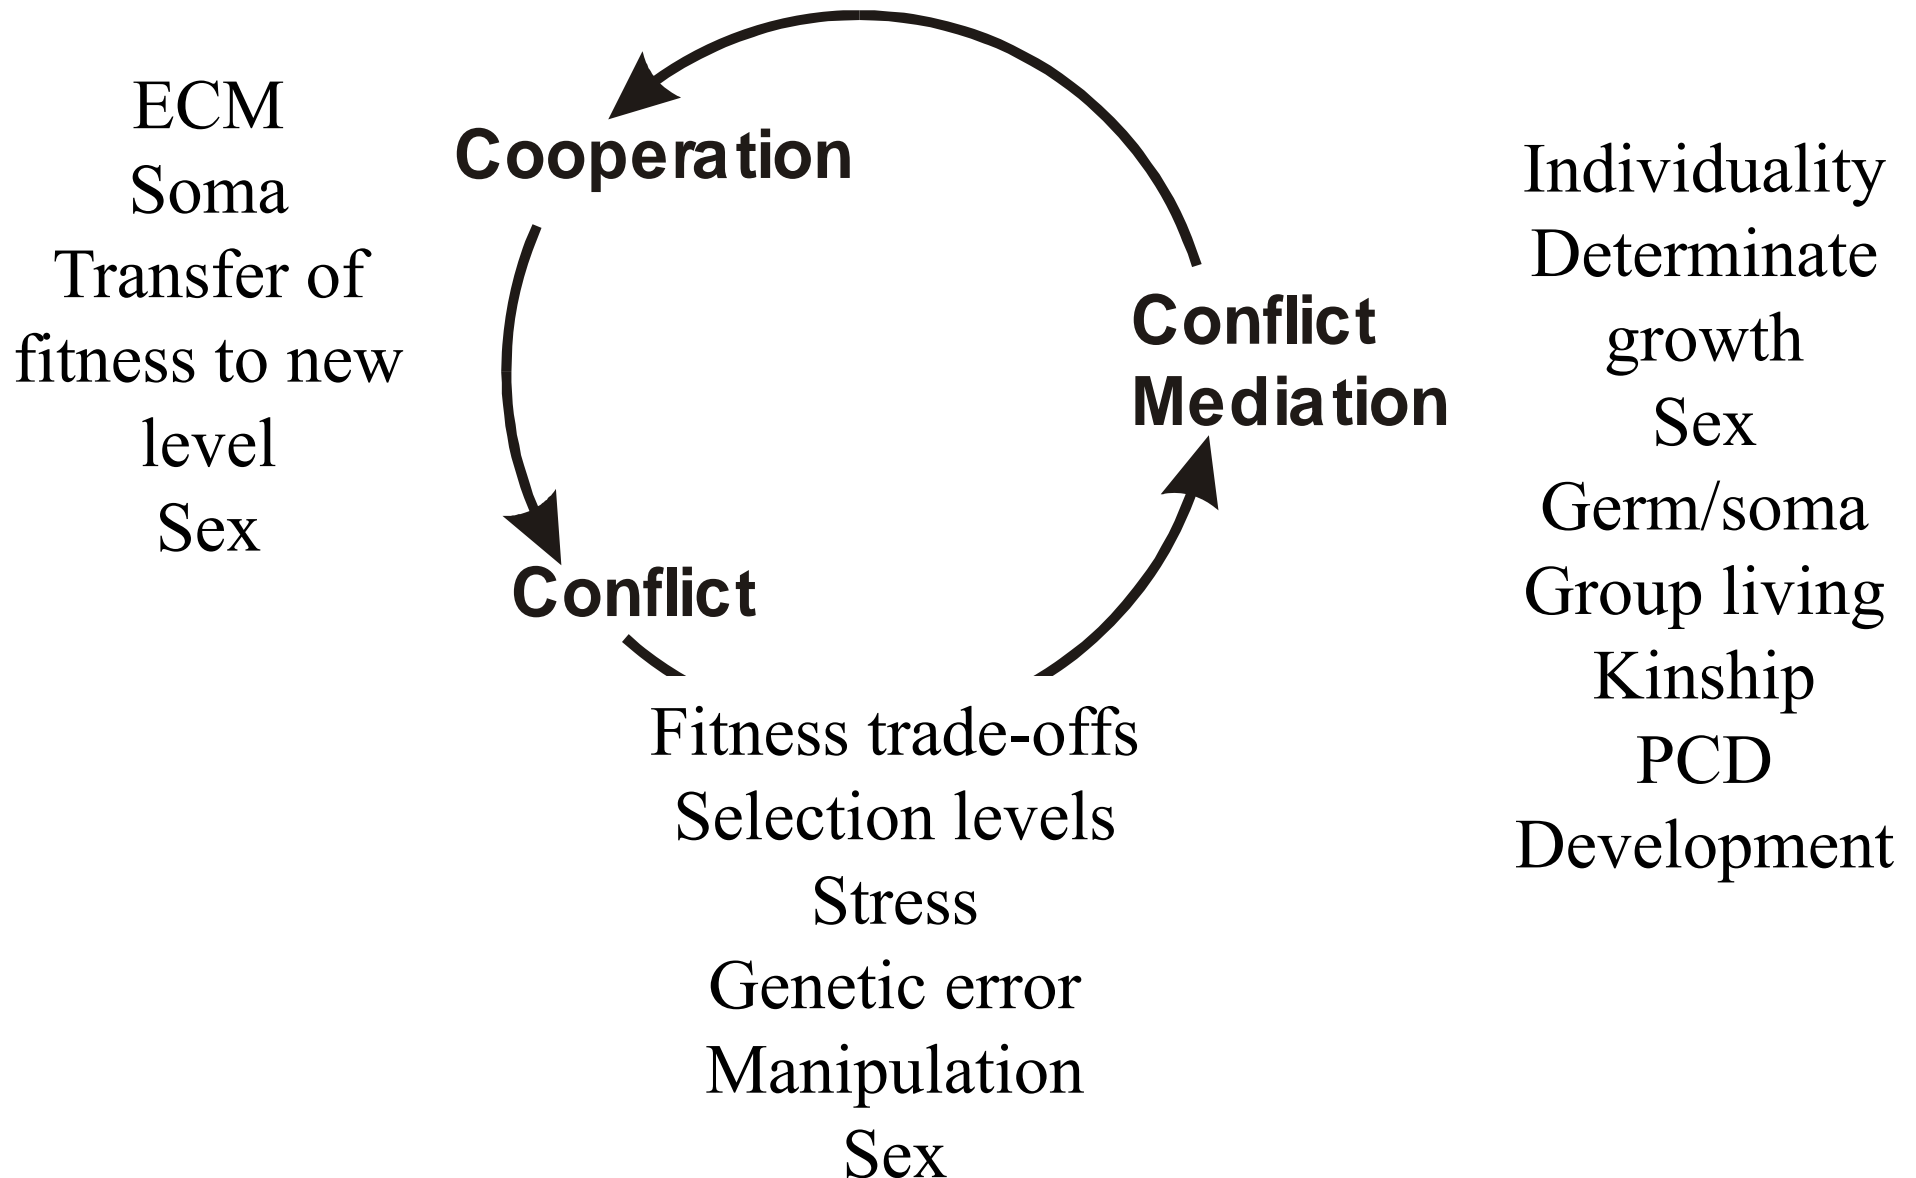 ECM
Soma
Transfer of
fitness to new
level
Sex
Cooperation
Conflict
Conflict
Mediation
Individuality
Determinate
growth
Sex
Germ/soma
Group living
Kinship
PCD
Development
Fitness trade-offs
Selection levels
Stress
Genetic error
Manipulation
Sex